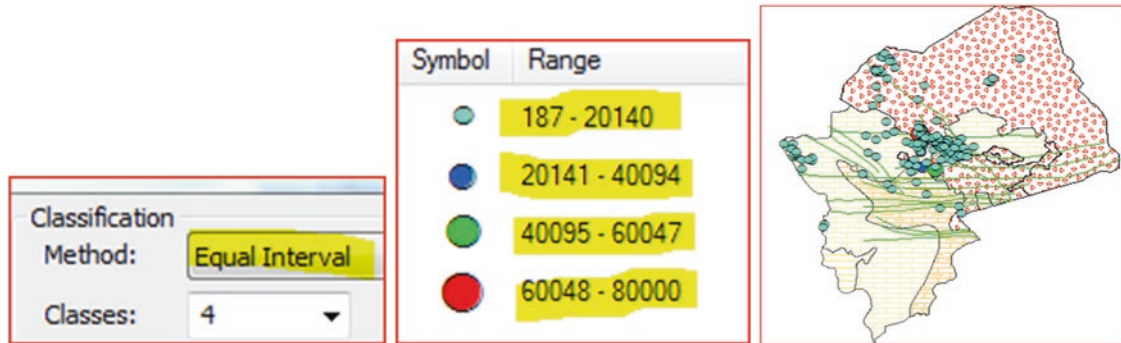 Classification
Method: Equal Interval
Classes: 4
Symbol Range
187 - 20140
20141 - 40094
40095 - 60047
60048 - 80000